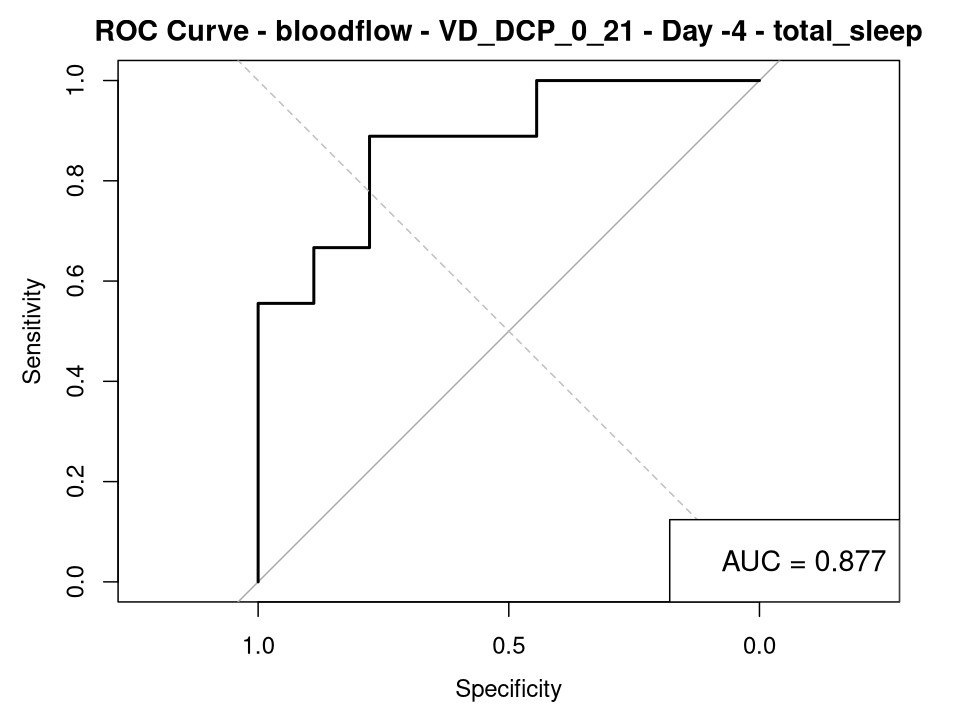 ROC Curve - bloodflow - VD_DCP_0_21 - Day -4 - total_sleep
Sensitivity
1.0
0.8
0.6
0.4
0.2
0.0
AUC = 0.877
1.0 0.5 0.0
Specificity